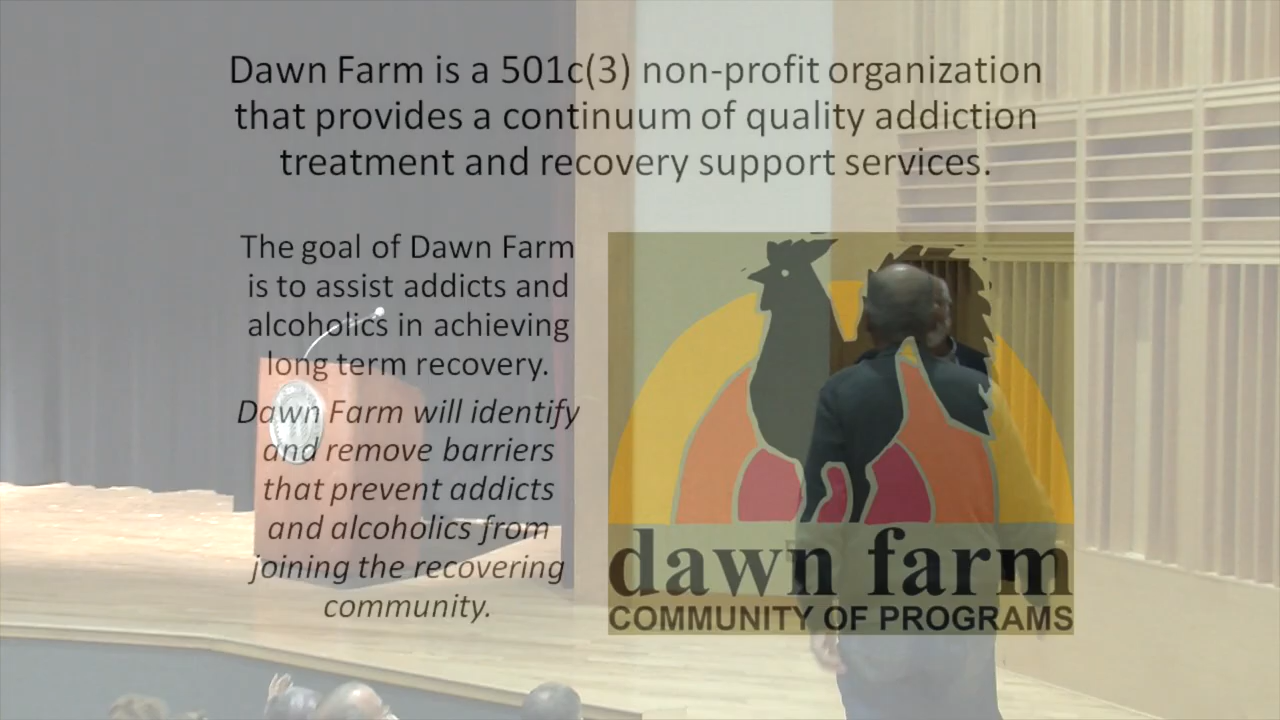 Dawn Farm is a 501c(3) non-profit organization
that provides a continuum of quality addiction
treatment and recovery support services.
The goal of Dawn Farm
is to assist addicts and
alcoholics in achieving
long term recovery.
Dawn Farm will identify
and remove barriers
that prevent addicts
and alcoholics from
joining the recovering
community.
dawn farm
COMMUNITY OF PROGRAMS